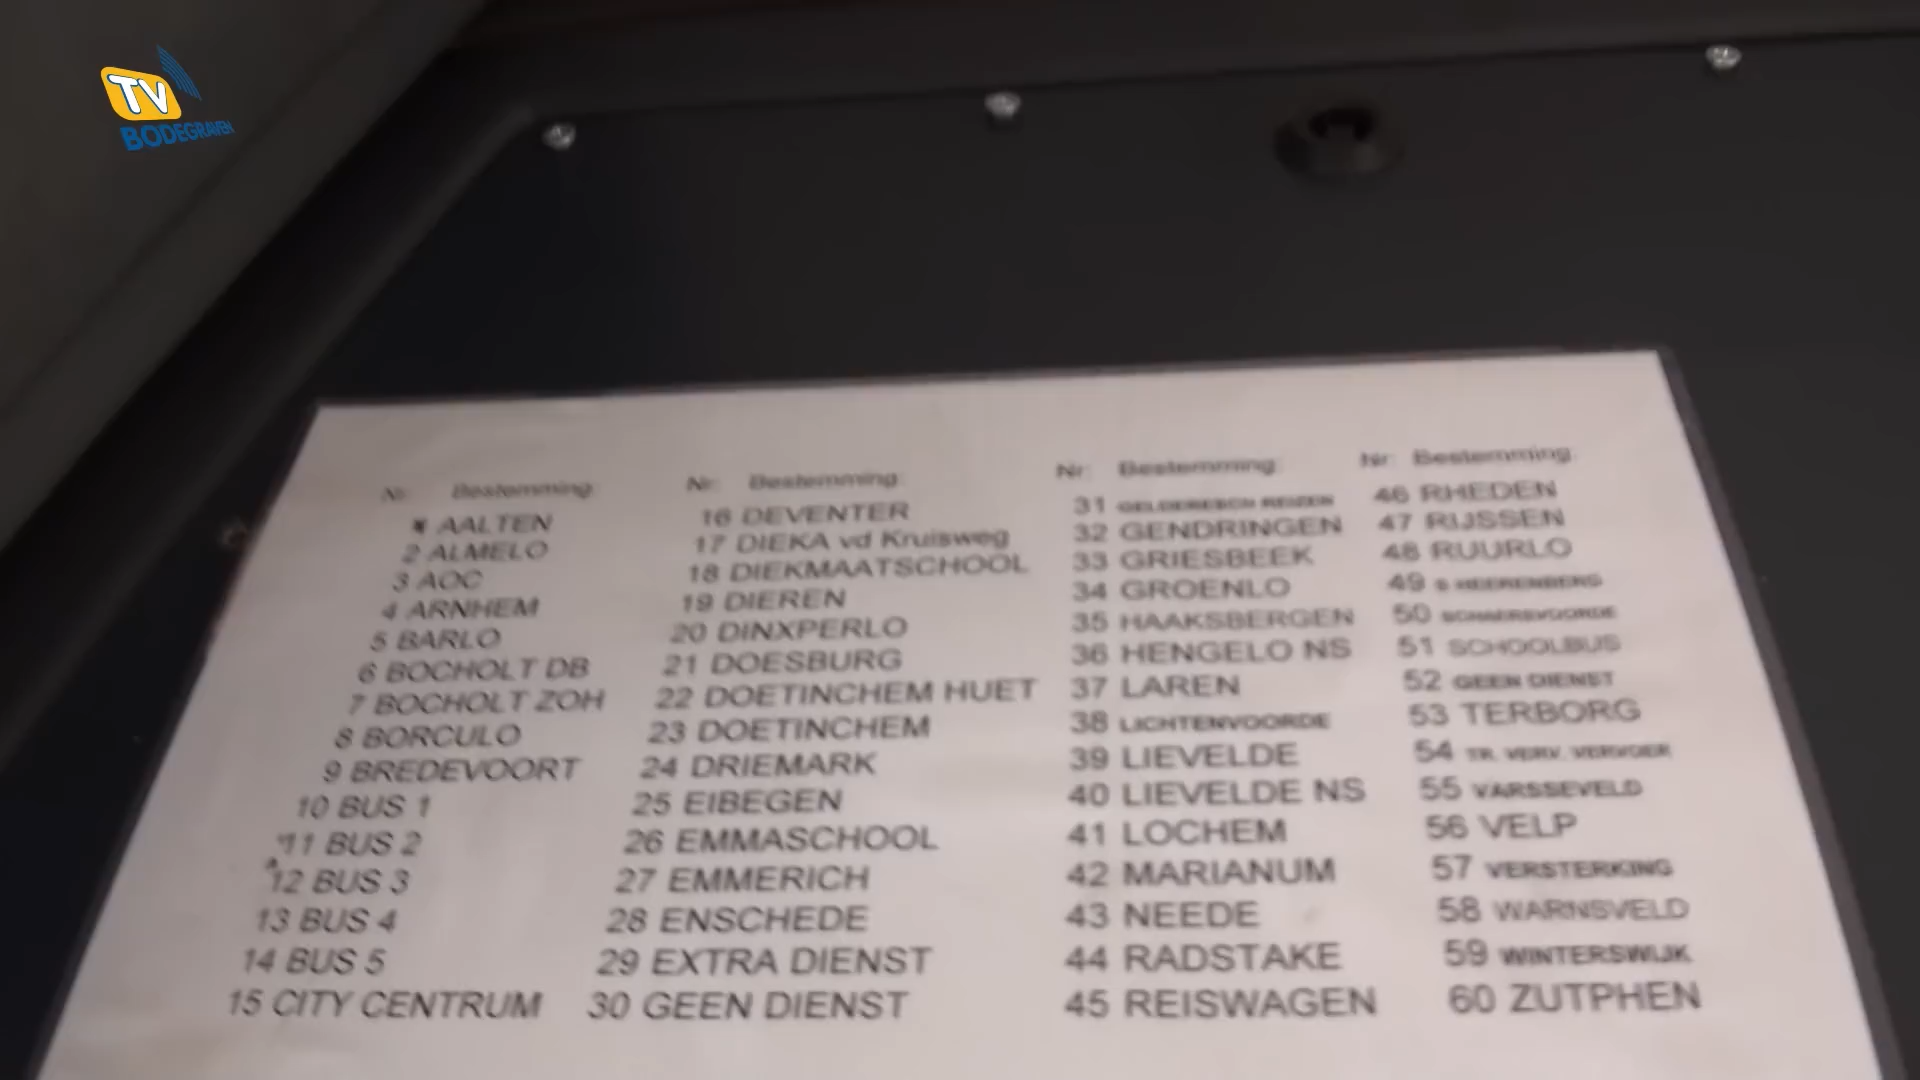 TV
BODEGRAVEN
Nr. Bestemming:
AALTEN
2 ALMELO
3 AOC
4 ARNHEM
5 BARLO
6 BOCHOLT DB
7 BOCHOLT ZOH
8 BORCULO
9 BREDEVOORT
10 BUS 1
11 BUS 2
12 BUS 3
13 BUS 4
14 BUS 5
15 CITY CENTRUM
Nr: Bestemming:
16 DEVENTER
17 DIEKA vd Kruisweg
18 DIEKMAATSCHOOL
19 DIEREN
20 DINXPERLO
21 DOESBURG
22 DOETINCHEM HUET
23 DOETINCHEM
24 DRIEMARK
25 EIBEGEN
26 EMMASCHOOL
27 EMMERICH
28 ENSCHEDE
29 EXTRA DIENST
30 GEEN DIENST
Nr: Bestemming:
31 GELDERESCH REIZEN
32 GENDRINGEN
33 GRIESBEEK
34 GROENLO
35 HAAKSBERGEN
36 HENGELO NS
37 LAREN
38 LICHTENVOORDE
39 LIEVELDE
40 LIEVELDE NS
41 LOCHEM
42 MARIANUM
43 NEEDE
44 RADSTAKE
45 REISWAGEN
Nr: Bestemming:
46 RHEDEN
47 RIJSSEN
48 RUURLO
49 S HEERENBERG
50 SCHAERSVOORDE
51 SCHOOLBUS
52 GEEN DIENST
53 TERBORG
54 TR. VERV. VERVOER
55 VARSSEVELD
56 VELP
57 VERSTERKING
58 WARNSVELD
59 WINTERSWIJK
60 ZUTPHEN